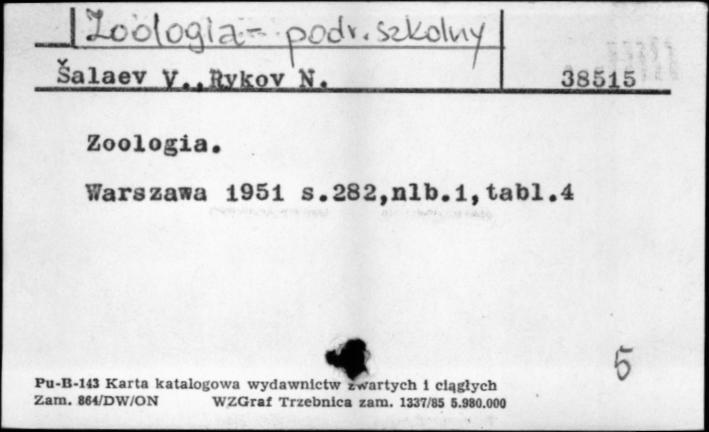 Zoologia - podr. szkolny
Šalaev V., Rykov N. 38515
Zoologia.
Warszawa 1951 s.282,nlb.1,tabl.4
5
Pu-B-143 Karta katalogowa wydawnictw zwartych i ciągłych
Zam. 864/DW/ON WZGraf Trzebnica zam. 1337/85 5.980.000